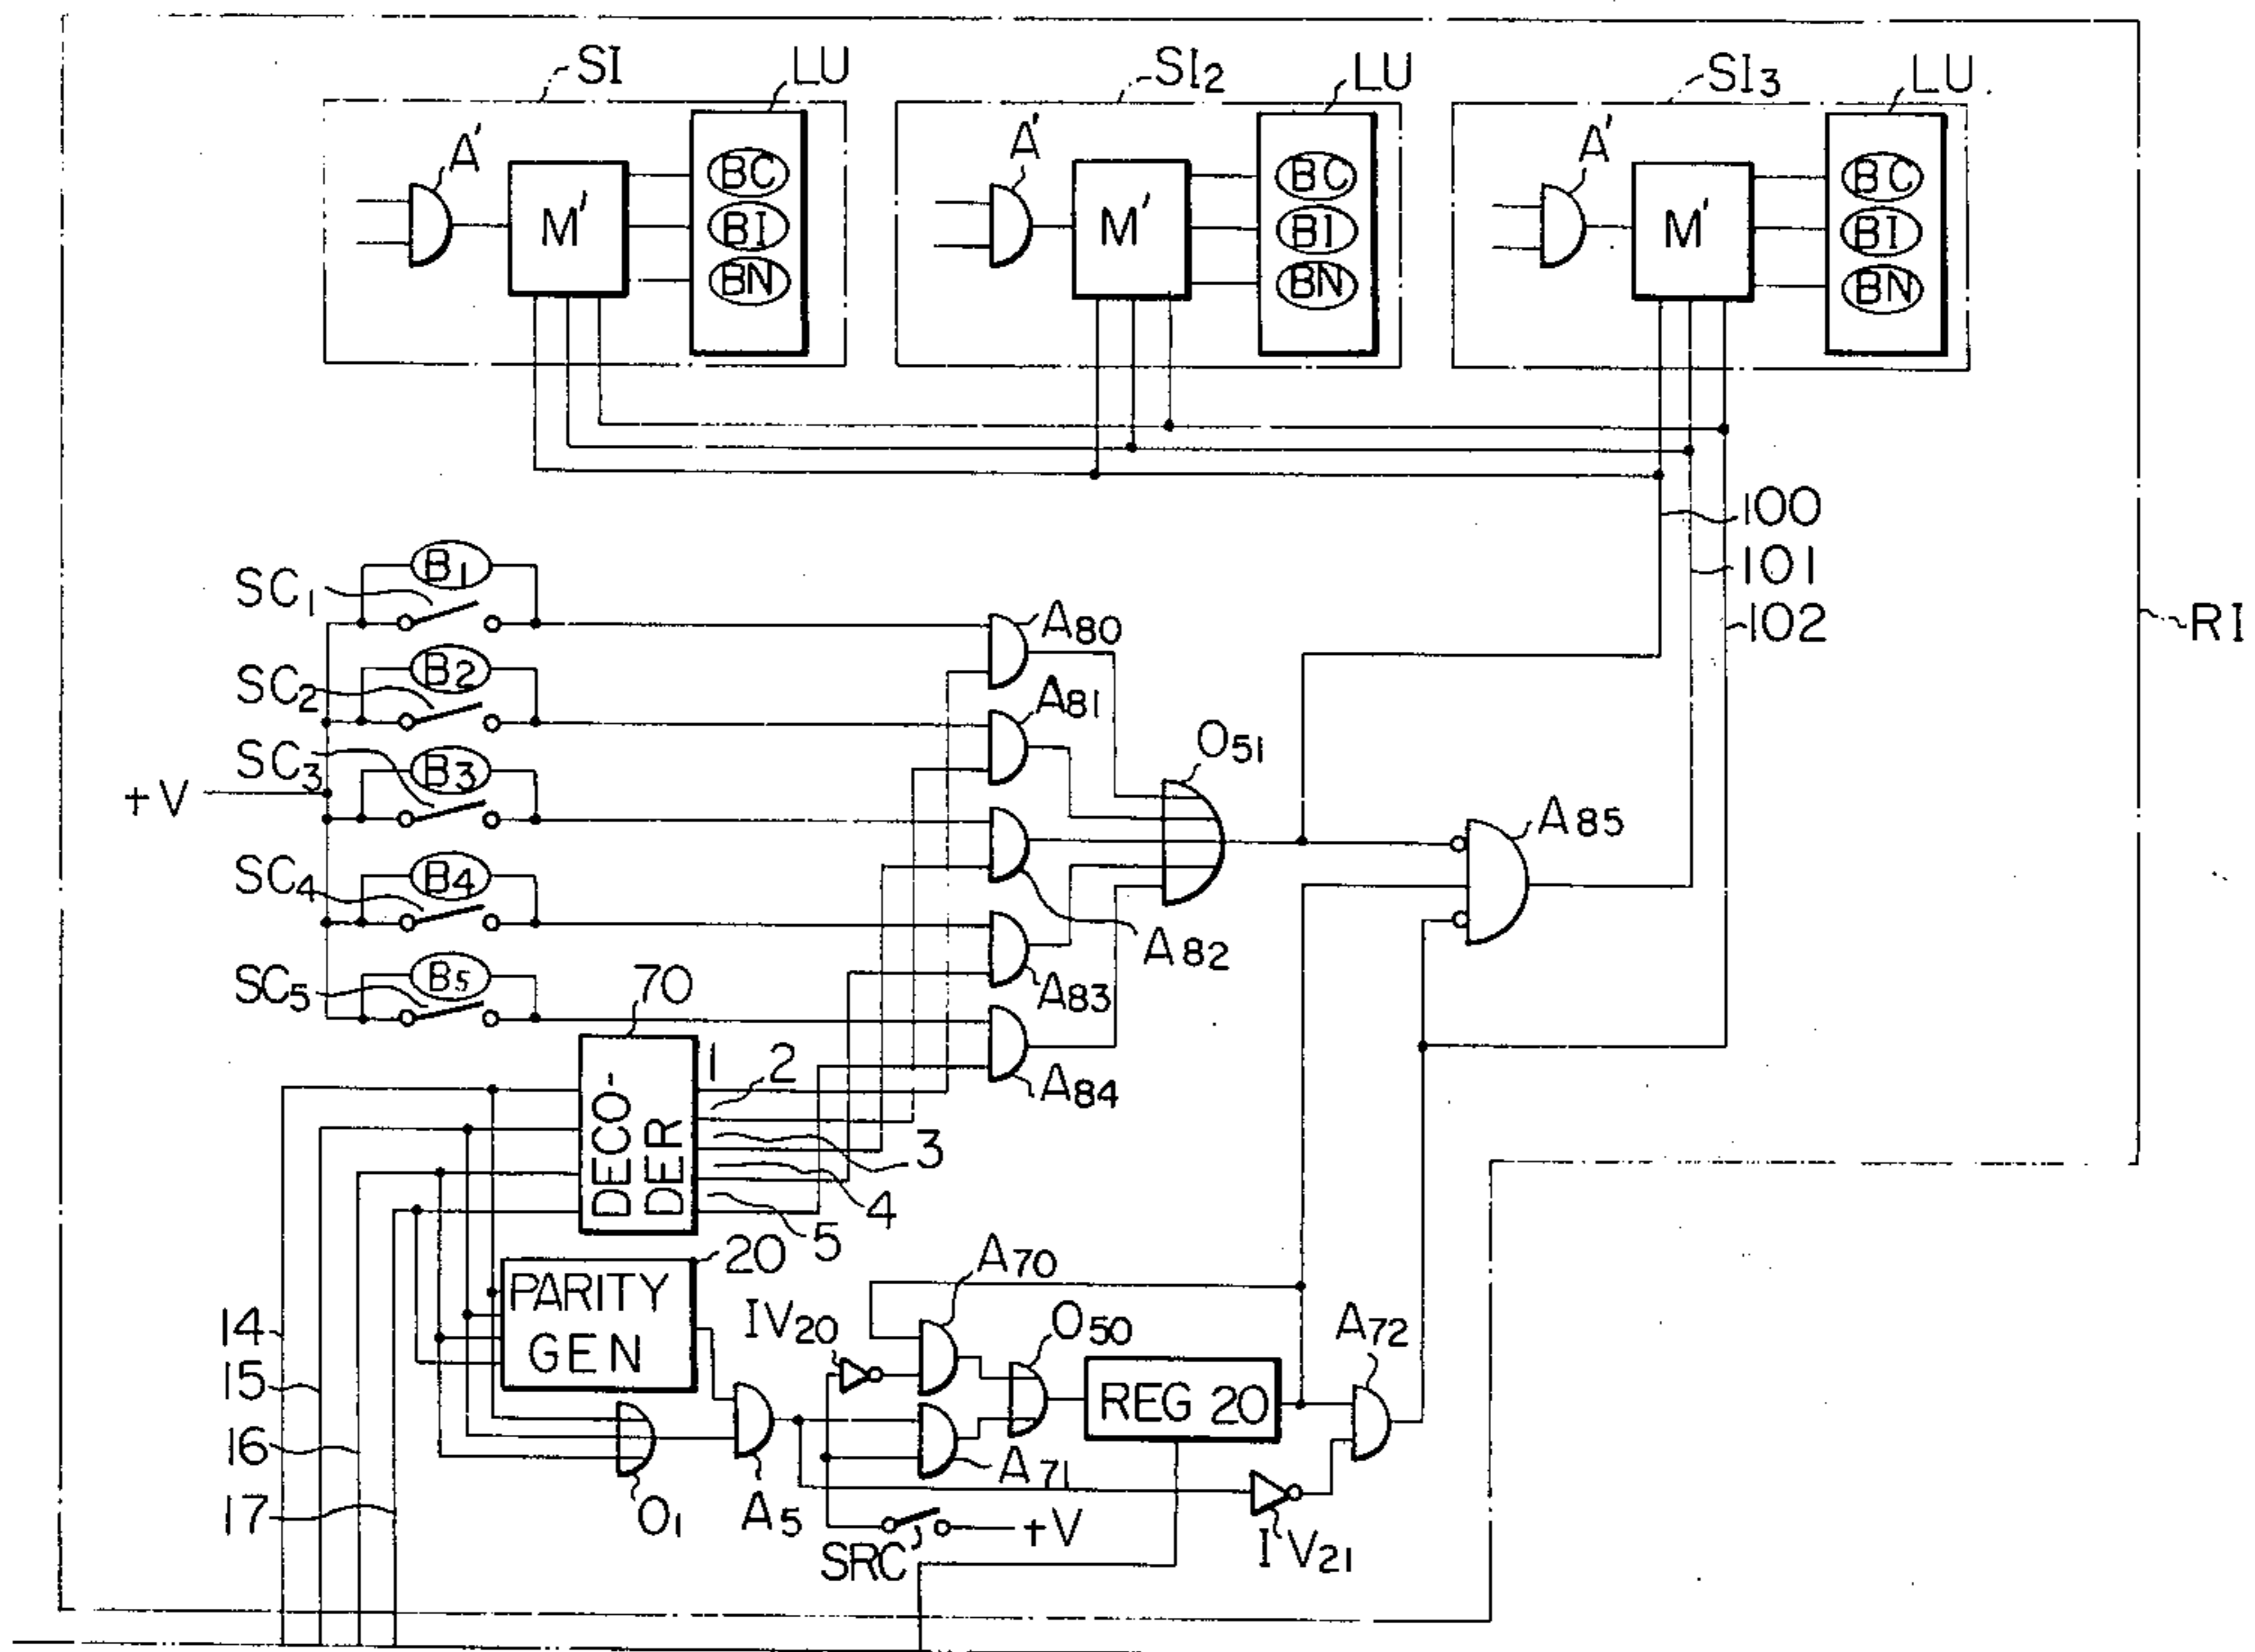 SI LU SI2 LU SI3 LU
A' M' BC BI BN
A' M' BC BI BN
A' M' BC BI BN
100
101
102
RI
SC1 B1
SC2 B2
SC3 B3
SC4 B4
SC5 B5
+V
A80
A81
A82
A83
A84
O51
A85
70
DECO-
DER
1
2
3
4
5
20
PARITY
GEN
14
15
16
17
O1
A5
IV20
A70
A71
O50
REG 20
A72
IV21
SRC
+V